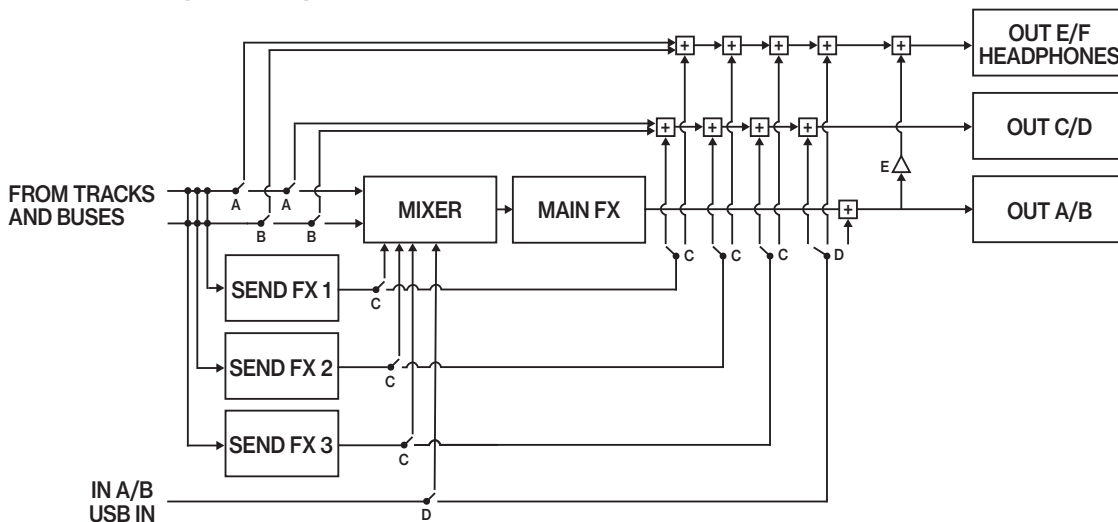 OUT E/F
HEADPHONES
OUT C/D
E
FROM TRACKS
AND BUSES
A
A
B
B
MIXER
MAIN FX
OUT A/B
+
+
+
+
+
+
+
+
+
+
C
C
C
D
SEND FX 1
C
SEND FX 2
C
SEND FX 3
C
IN A/B
USB IN
D